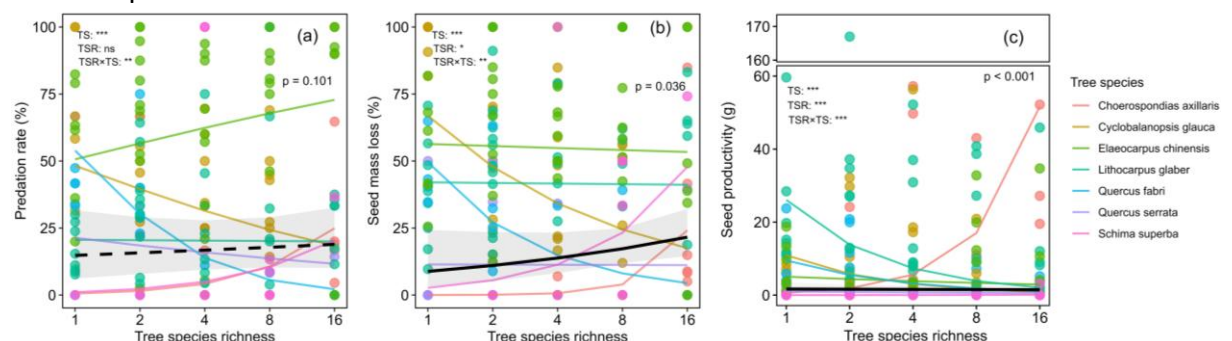 (a)
TS: ***
TSR: ns
TSR×TS: **
p = 0.101
Predation rate (%)
100
75
50
25
0
1 2 4 8 16
Tree species richness
(b)
TS: ***
TSR: *
TSR×TS: **
p = 0.036
Seed mass loss (%)
100
75
50
25
0
1 2 4 8 16
Tree species richness
(c)
TS: ***
TSR: ***
TSR×TS: ***
p < 0.001
Seed productivity (g)
170
160
60
40
20
0
1 2 4 8 16
Tree species richness
Tree species
Choerospondias axillaris
Cyclobalanopsis glauca
Elaeocarpus chinensis
Lithocarpus glaber
Quercus fabri
Quercus serrata
Schima superba